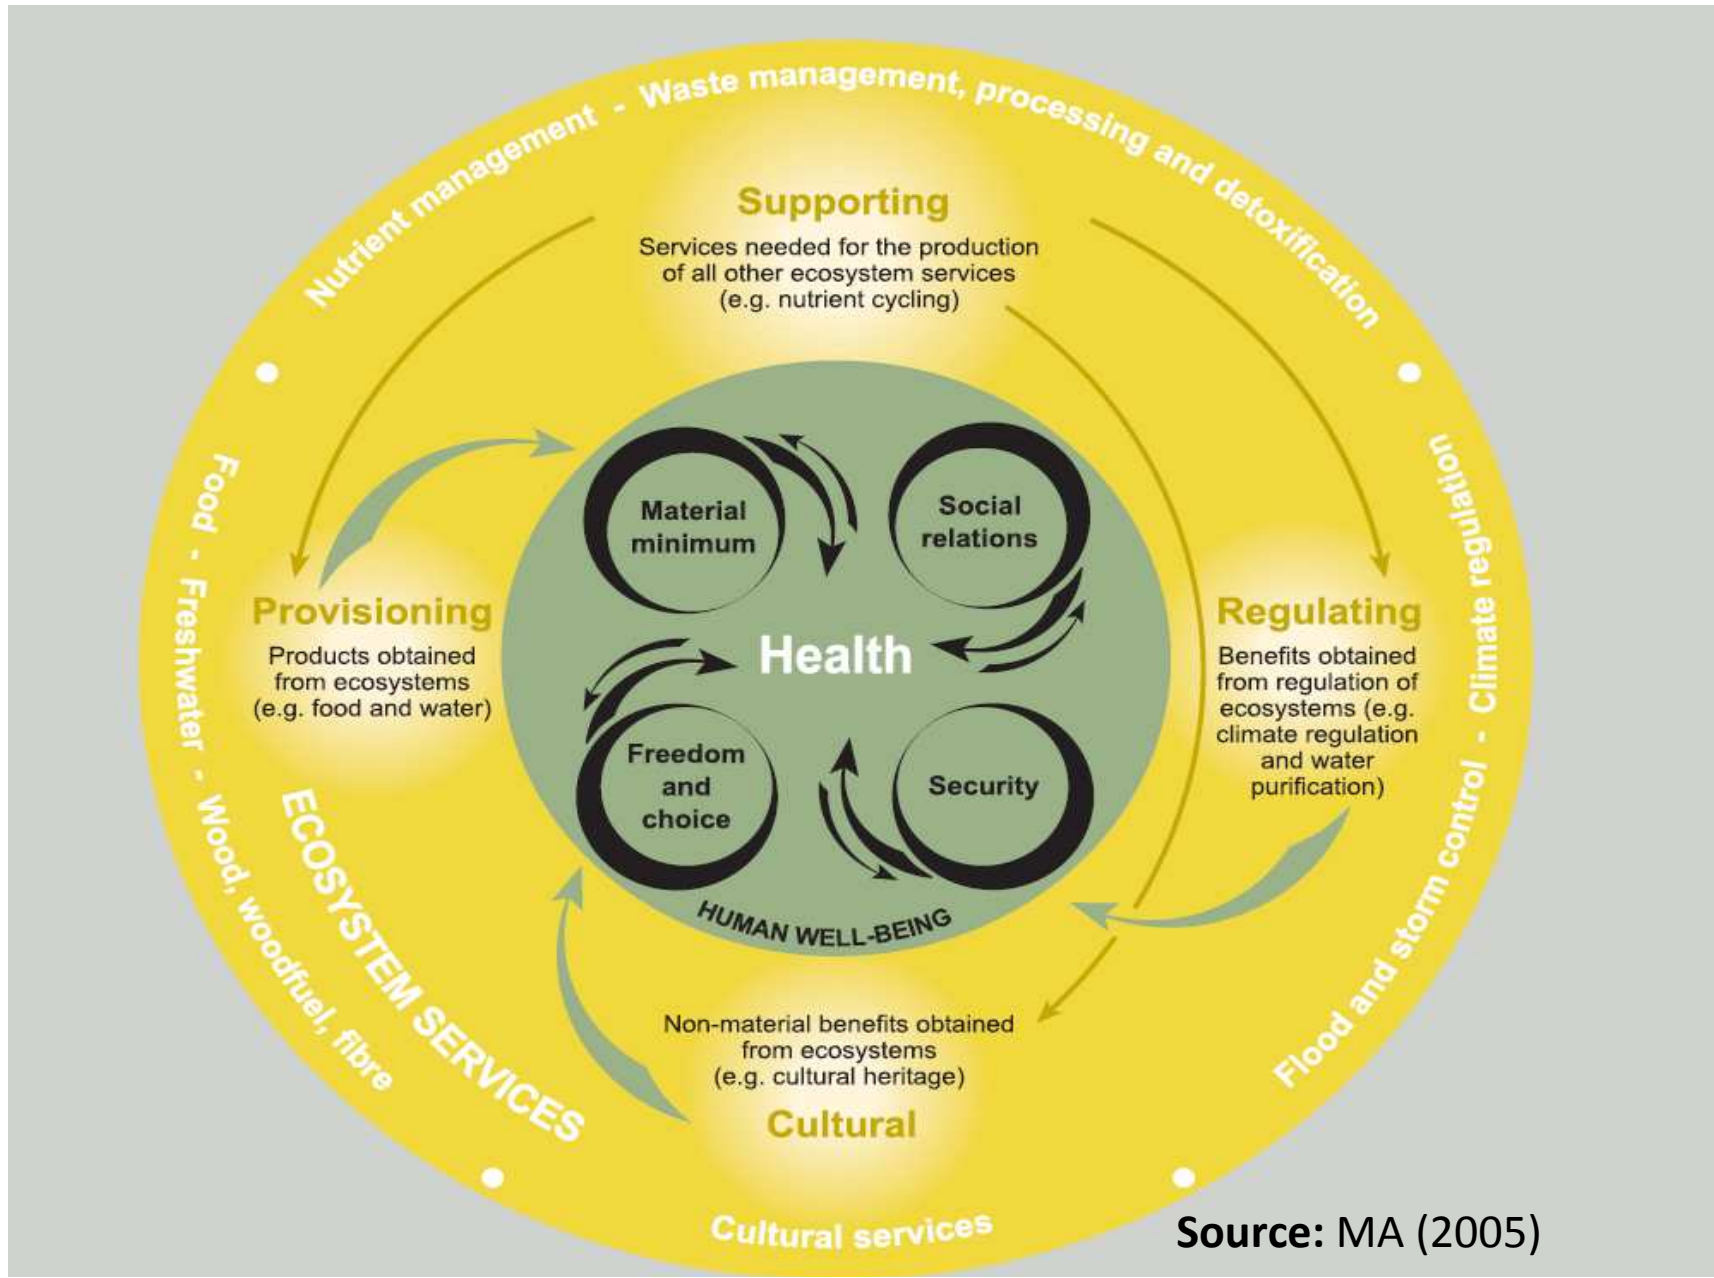 Nutrient management - Waste management, processing and detoxification
Supporting
Services needed for the production
of all other ecosystem services
(e.g. nutrient cycling)
Food - Freshwater - Wood, woodfuel, fibre
Provisioning
Products obtained
from ecosystems
(e.g. food and water)
ECOSYSTEM SERVICES
Material
minimum
Social
relations
Health
Freedom
and
choice
Security
HUMAN WELL-BEING
Regulating
Benefits obtained
from regulation of
ecosystems (e.g.
climate regulation
and water
purification)
Flood and storm control - Climate regulation
Non-material benefits obtained
from ecosystems
(e.g. cultural heritage)
Cultural
Cultural services
Source: MA (2005)